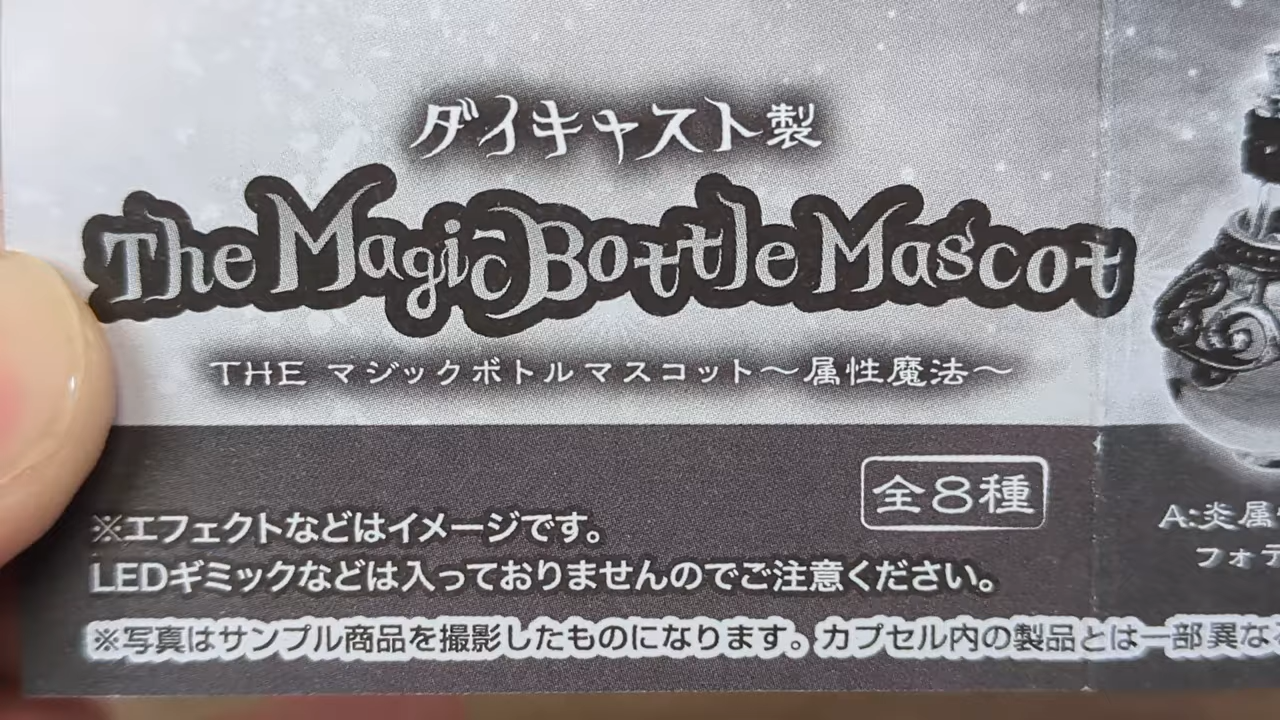 ダイキャスト製
The Magic Bottle Mascot
THE マジックボトルマスコット～属性魔法～
全8種
※エフェクトなどはイメージです。
LEDギミックなどは入っておりませんのでご注意ください。
※写真はサンプル商品を撮影したものになります。カプセル内の製品とは一部異な
A:炎属
フォテ